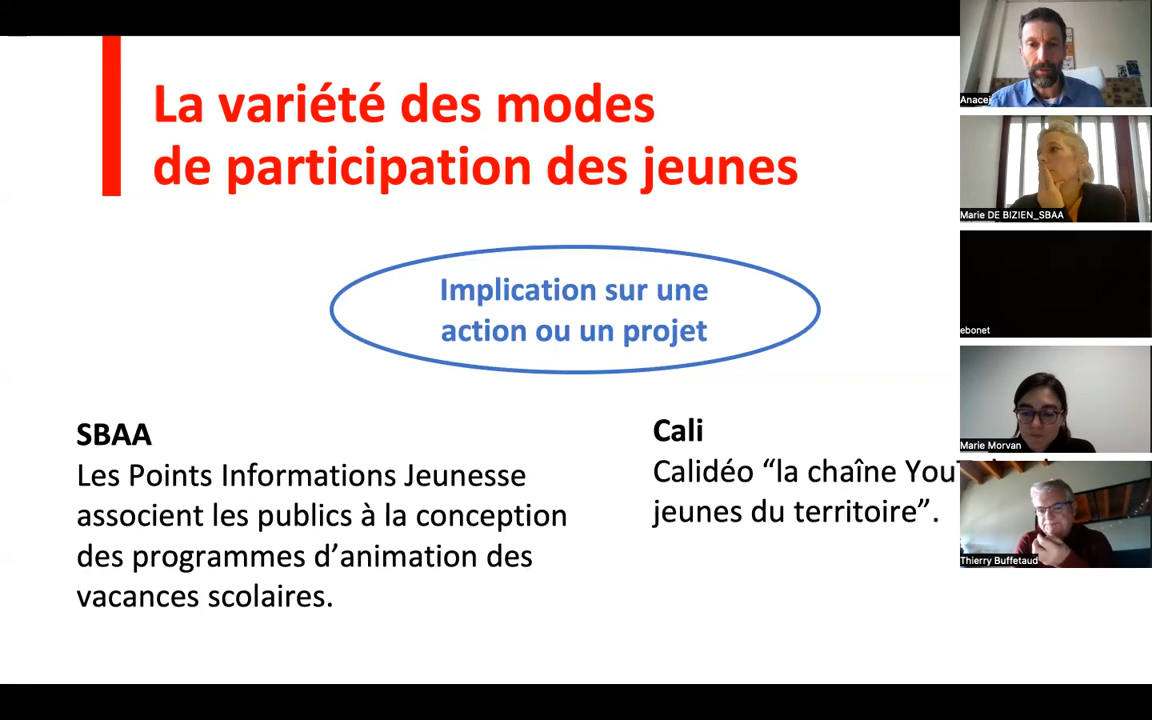 La variété des modes
de participation des jeunes
Implication sur une
action ou un projet
SBAA
Les Points Informations Jeunesse
associent les publics à la conception
des programmes d’animation des
vacances scolaires.
Cali
Calidéo “la chaîne
jeunes du territoire”.
Anacej
Marie DE BIZIEN_SBAA
ebonet
Marie Morvan
Thierry Buffetaud